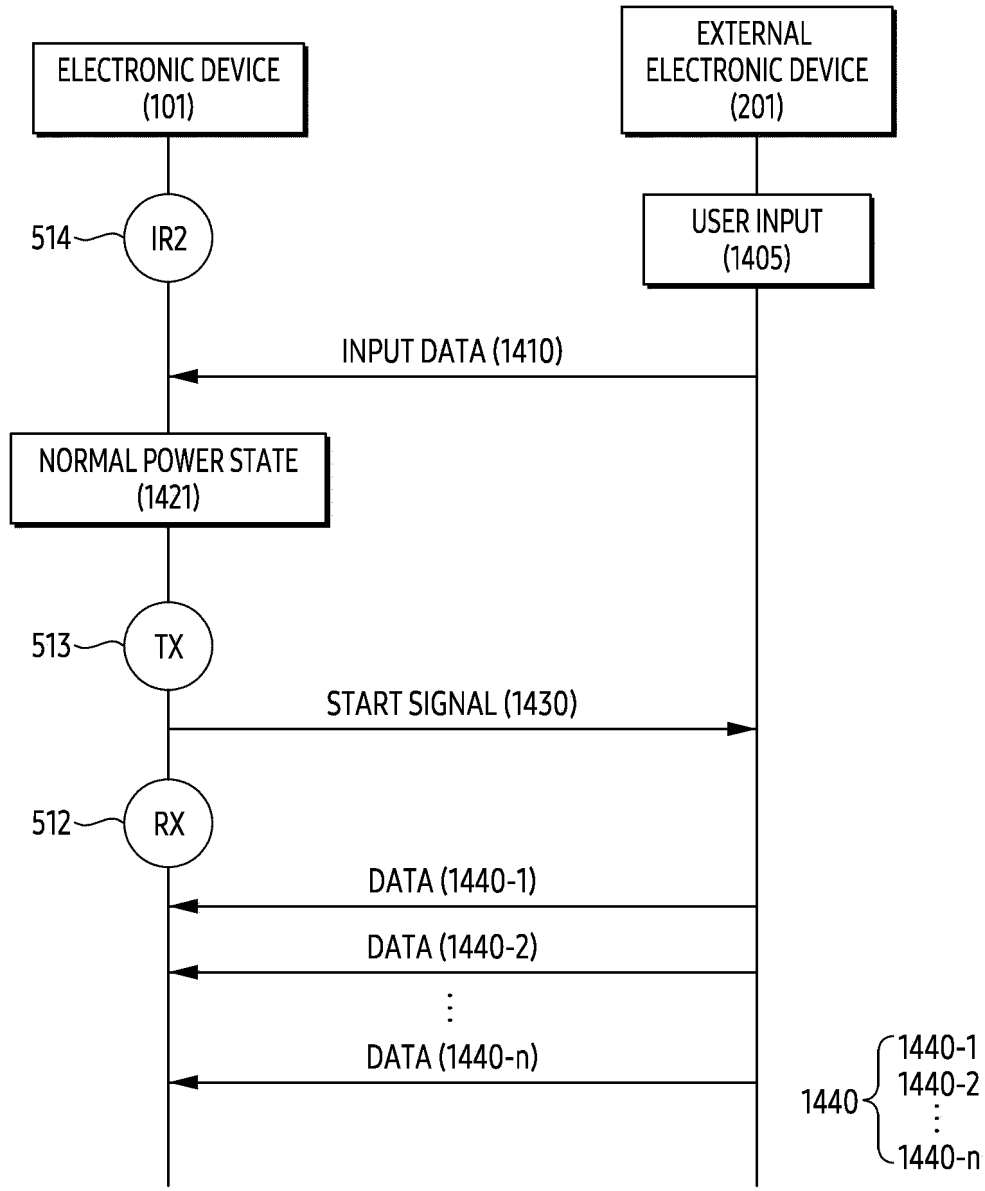 ELECTRONIC DEVICE
(101)
EXTERNAL
ELECTRONIC DEVICE
(201)
514
IR2
USER INPUT
(1405)
INPUT DATA (1410)
NORMAL POWER STATE
(1421)
513
TX
START SIGNAL (1430)
512
RX
DATA (1440-1)
DATA (1440-2)
⋮
DATA (1440-n)
1440
1440-1
1440-2
⋮
1440-n